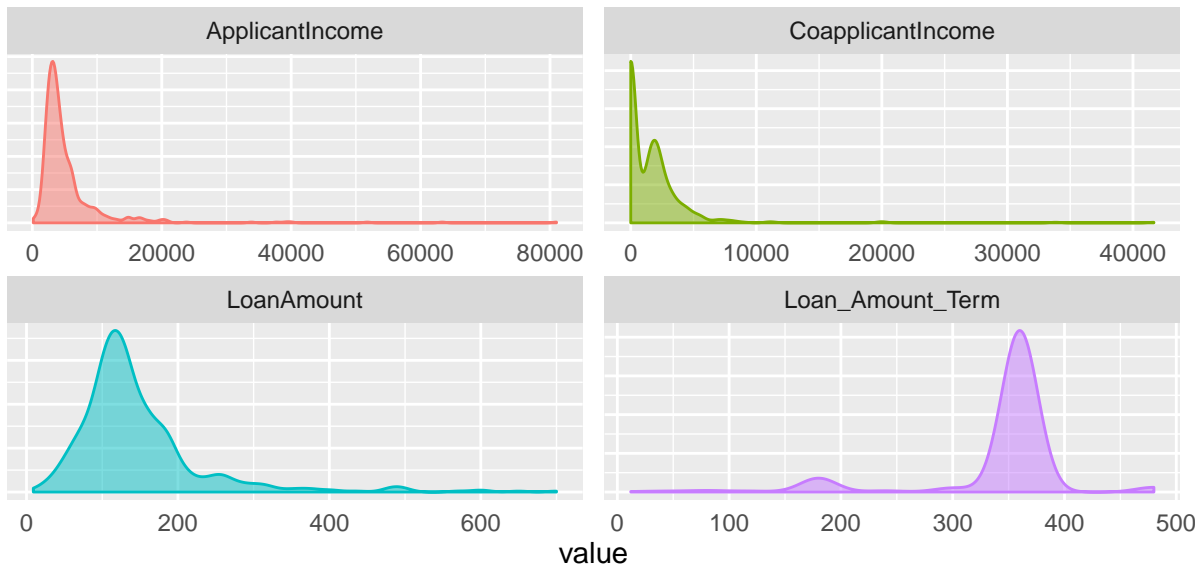 ApplicantIncome CoapplicantIncome
0 20000 40000 60000 80000 0 10000 20000 30000 40000
LoanAmount Loan_Amount_Term
0 200 400 600 0 100 200 300 400 500
value